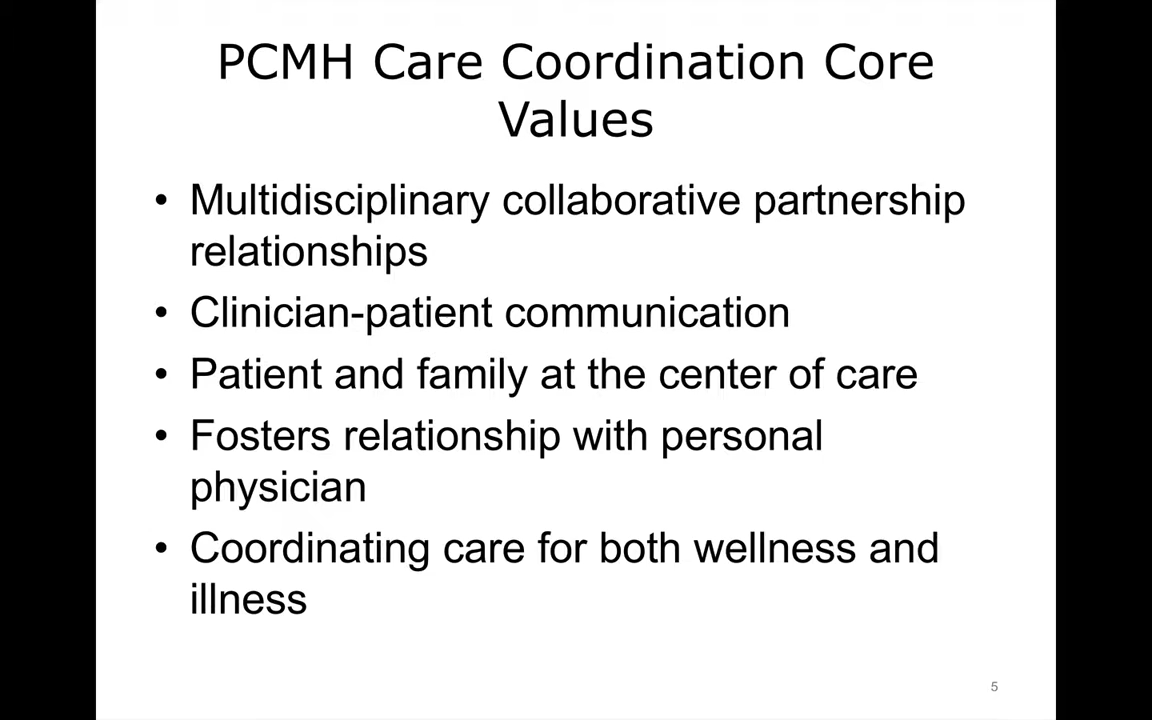 PCMH Care Coordination Core
Values
• Multidisciplinary collaborative partnership
relationships
• Clinician-patient communication
• Patient and family at the center of care
• Fosters relationship with personal
physician
• Coordinating care for both wellness and
illness
5